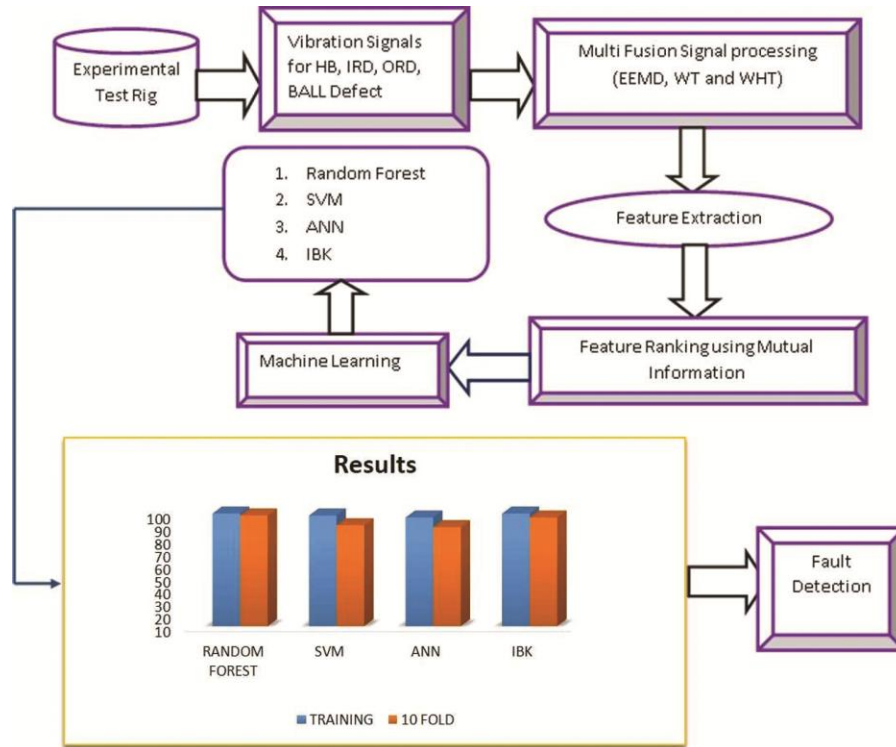 Experimental
Test Rig
Vibration Signals
for HB, IRD, ORD,
BALL Defect
Multi Fusion Signal processing
(EEMD, WT and WHT)
Feature Extraction
Feature Ranking using Mutual
Information
Machine Learning
1. Random Forest
2. SVM
3. ANN
4. IBK
Results
100
90
80
70
60
50
40
30
20
10
RANDOM
FOREST
SVM
ANN
IBK
TRAINING
10 FOLD
Fault
Detection